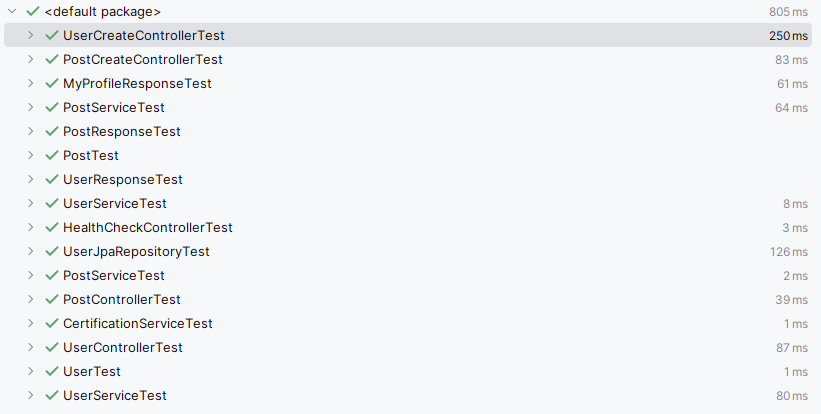 <default package> 805 ms
UserCreateControllerTest 250 ms
PostCreateControllerTest 83 ms
MyProfileResponseTest 61 ms
PostServiceTest 64 ms
PostResponseTest
PostTest
UserResponseTest
UserServiceTest 8 ms
HealthCheckControllerTest 3 ms
UserJpaRepositoryTest 126 ms
PostServiceTest 2 ms
PostControllerTest 39 ms
CertificationServiceTest 1 ms
UserControllerTest 87 ms
UserTest 1 ms
UserServiceTest 80 ms